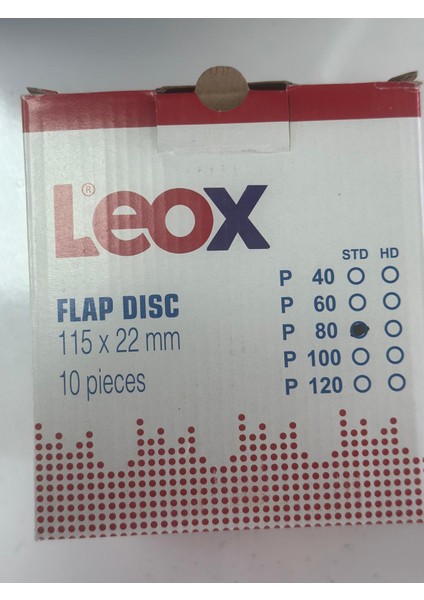 Leox®
FLAP DISC
115 x 22 mm
10 pieces
STD HD
P 40
P 60
P 80
P 100
P 120